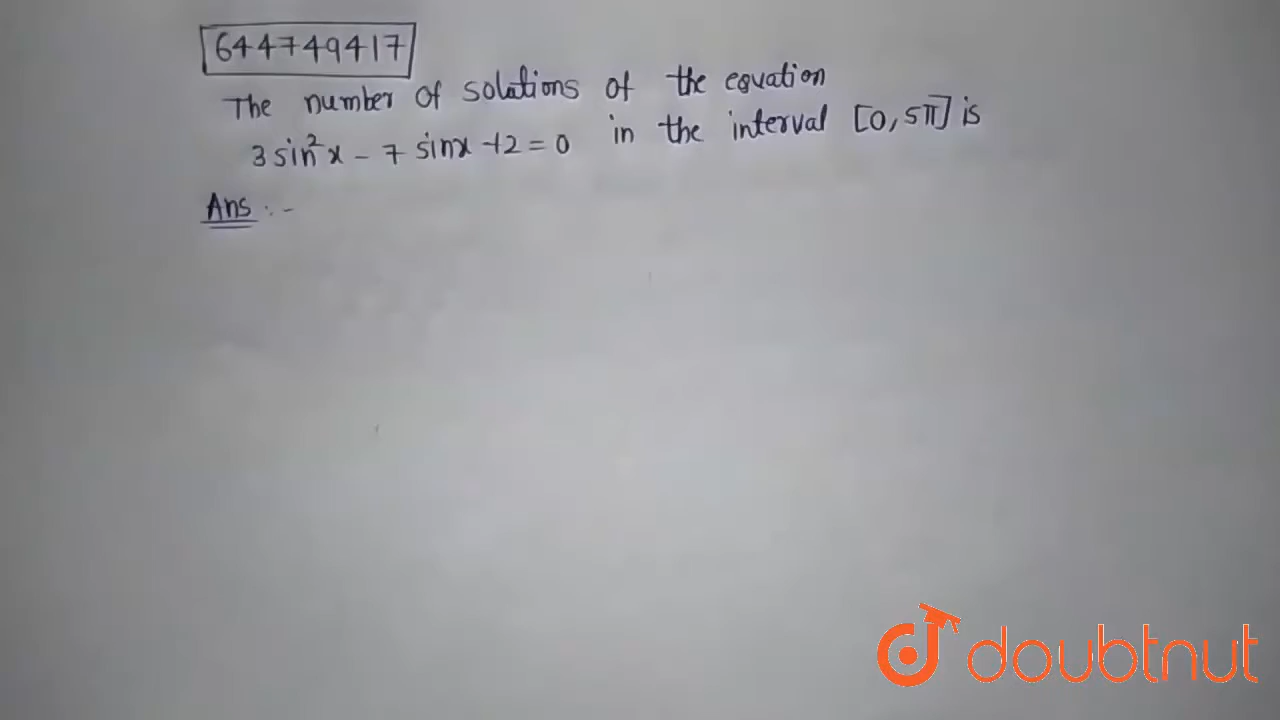 644749417
The number of solutions of the equation
3 sin²x - 7 sinx +2 = 0 in the interval [0, 5π] is
Ans :-
doubtnut